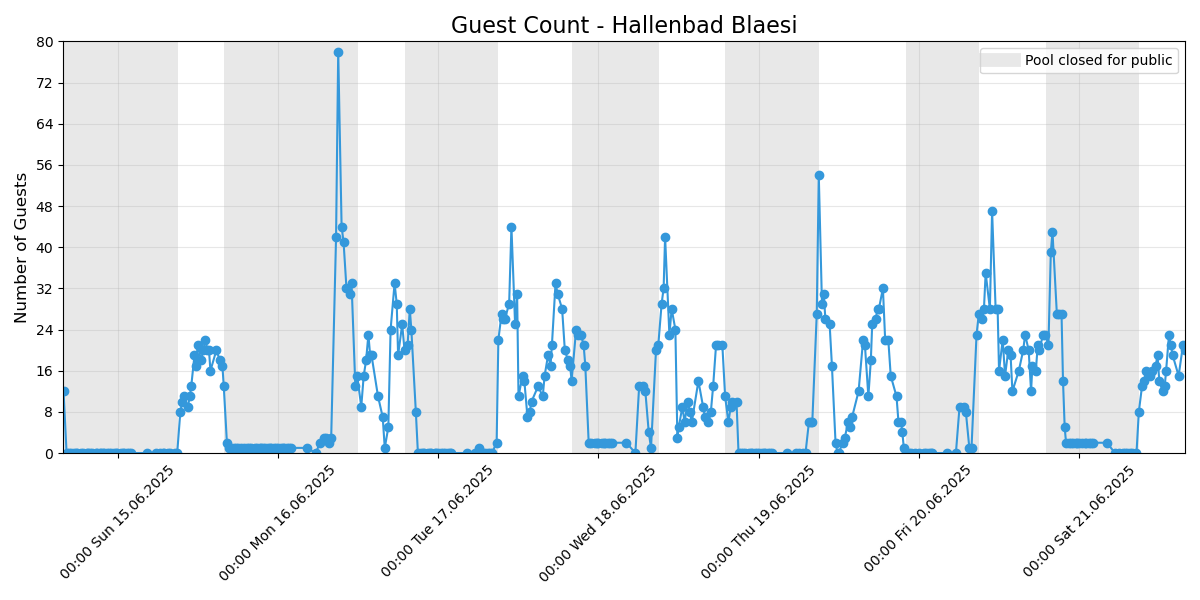 Guest Count - Hallenbad Blaesi
Pool closed for public
Number of Guests
80
72
64
56
48
40
32
24
16
8
0
00:00 Sun 15.06.2025
00:00 Mon 16.06.2025
00:00 Tue 17.06.2025
00:00 Wed 18.06.2025
00:00 Thu 19.06.2025
00:00 Fri 20.06.2025
00:00 Sat 21.06.2025